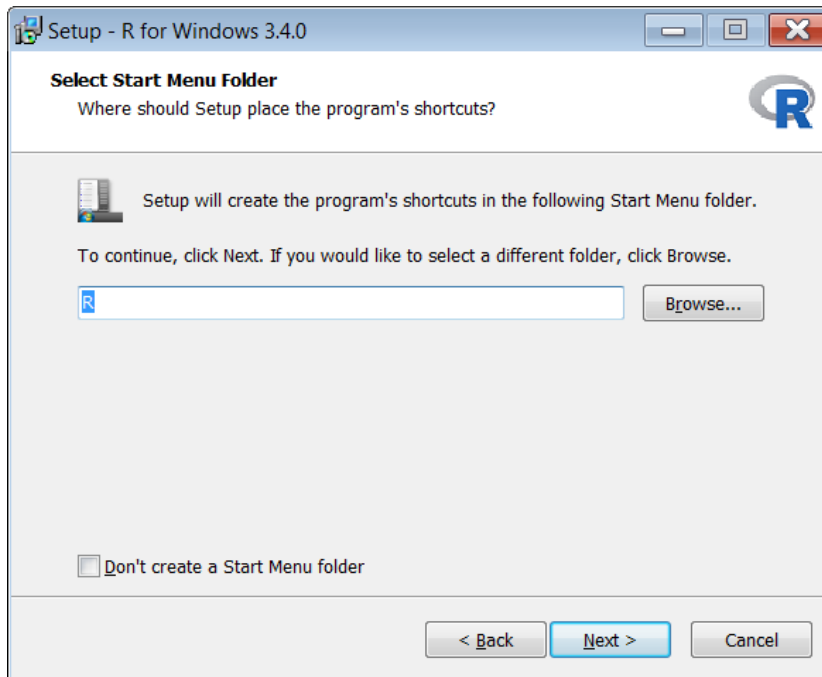 Setup - R for Windows 3.4.0
Select Start Menu Folder
Where should Setup place the program's shortcuts?
R
Setup will create the program's shortcuts in the following Start Menu folder.
To continue, click Next. If you would like to select a different folder, click Browse.
R
Browse...
Don't create a Start Menu folder
< Back
Next >
Cancel